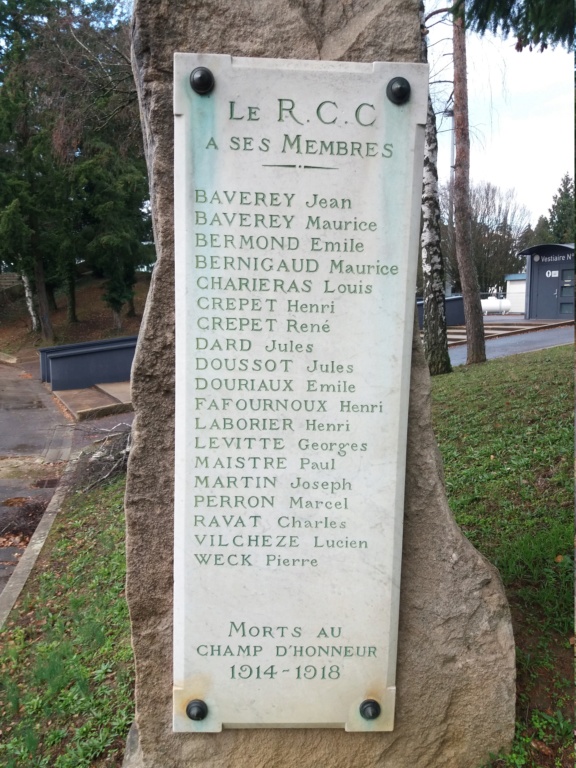 LE R.C.C
A SES MEMBRES
BAVEREY Jean
BAVEREY Maurice
BERMOND Emile
BERNIGAUD Maurice
CHARIERAS Louis
CREPET Henri
CREPET René
DARD Jules
DOUSSOT Jules
DOURIAUX Emile
FAFOURNOUX Henri
LABORIER Henri
LEVITTE Georges
MAISTRE Paul
MARTIN Joseph
PERRON Marcel
RAVAT Charles
VILCHEZE Lucien
WECK Pierre
MORTS AU
CHAMP D'HONNEUR
1914-1918
Vestiaire N°